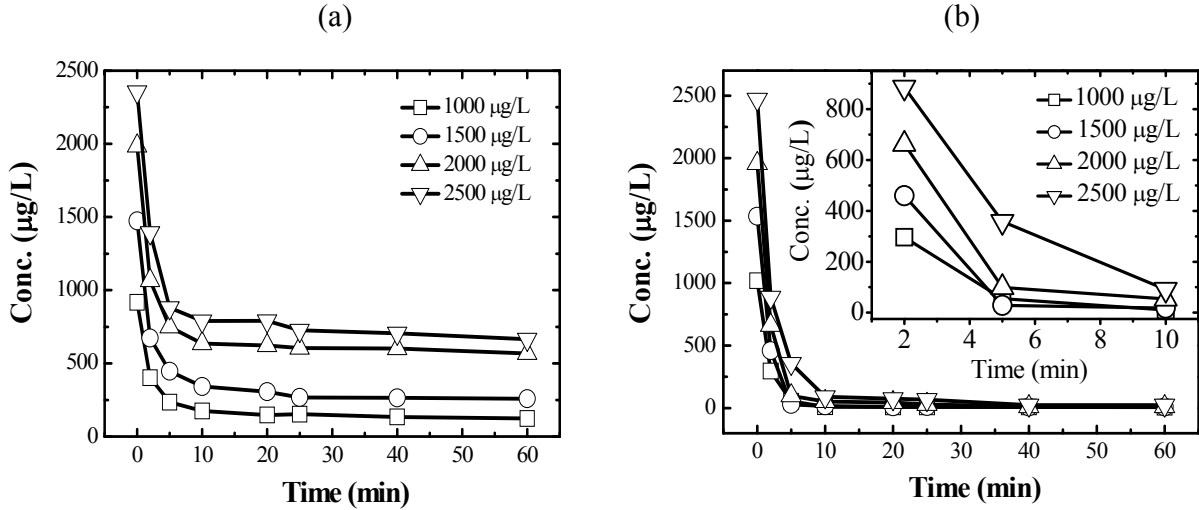 (a)
(b)
2500
2000
1500
1000
500
0
Conc. (μg/L)
1000 μg/L
1500 μg/L
2000 μg/L
2500 μg/L
0 10 20 30 40 50 60
Time (min)
2500
2000
1500
1000
500
0
Conc. (μg/L)
800
600
400
200
0
Conc. (μg/L)
1000 μg/L
1500 μg/L
2000 μg/L
2500 μg/L
2 4 6 8 10
Time (min)
0 10 20 30 40 50 60
Time (min)